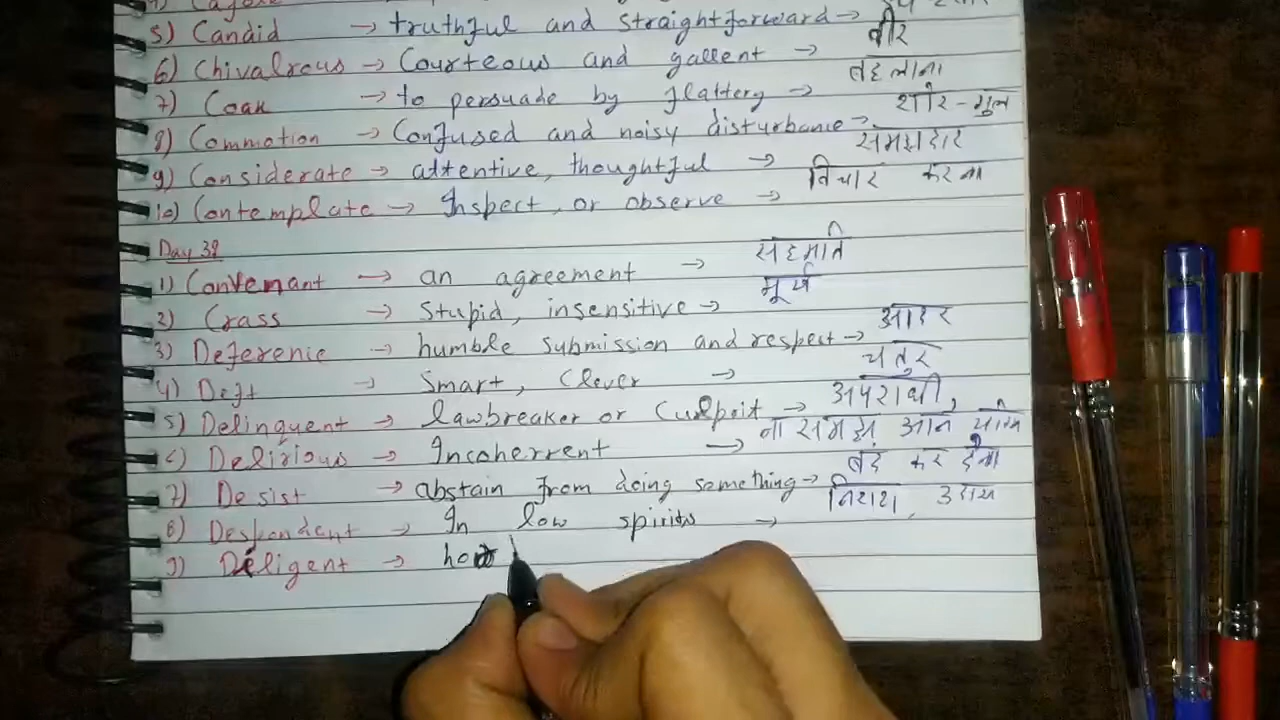 5) Candid → truthful and straightforward →
6) Chivalrous → Courteous and gallent → वीर
7) Coax → to persuade by flattery → बहलाना
8) Commotion → Confused and noisy disturbance → शोर-गुल
9) Considerate → attentive, thoughtful → समझदार
10) Contemplate → Inspect, or observe → विचार करना
Day 38
1) Convemant → an agreement → सहमति
2) Crass → Stupid, insensitive → मूर्ख
3) Deferenic → humble submission and respect → आदर
4) Deft → Smart, Clever → चतुर
5) Delinquent → lawbreaker or Culprit → अपराधी
6) Delirious → Incoherrent → ना समझे आने योग्य
7) Desist → abstain from doing something → बंद कर देना
8) Despondent → In low spirits → निराश, उदास
9) Deligent →